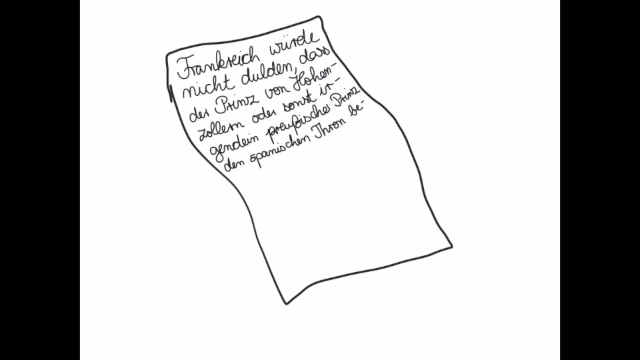 Frankreich würde
nicht dulden, dass
der Prinz von Hohen-
zollern oder sonst ir-
gendein preußischer Prinz
den spanischen Thron be-